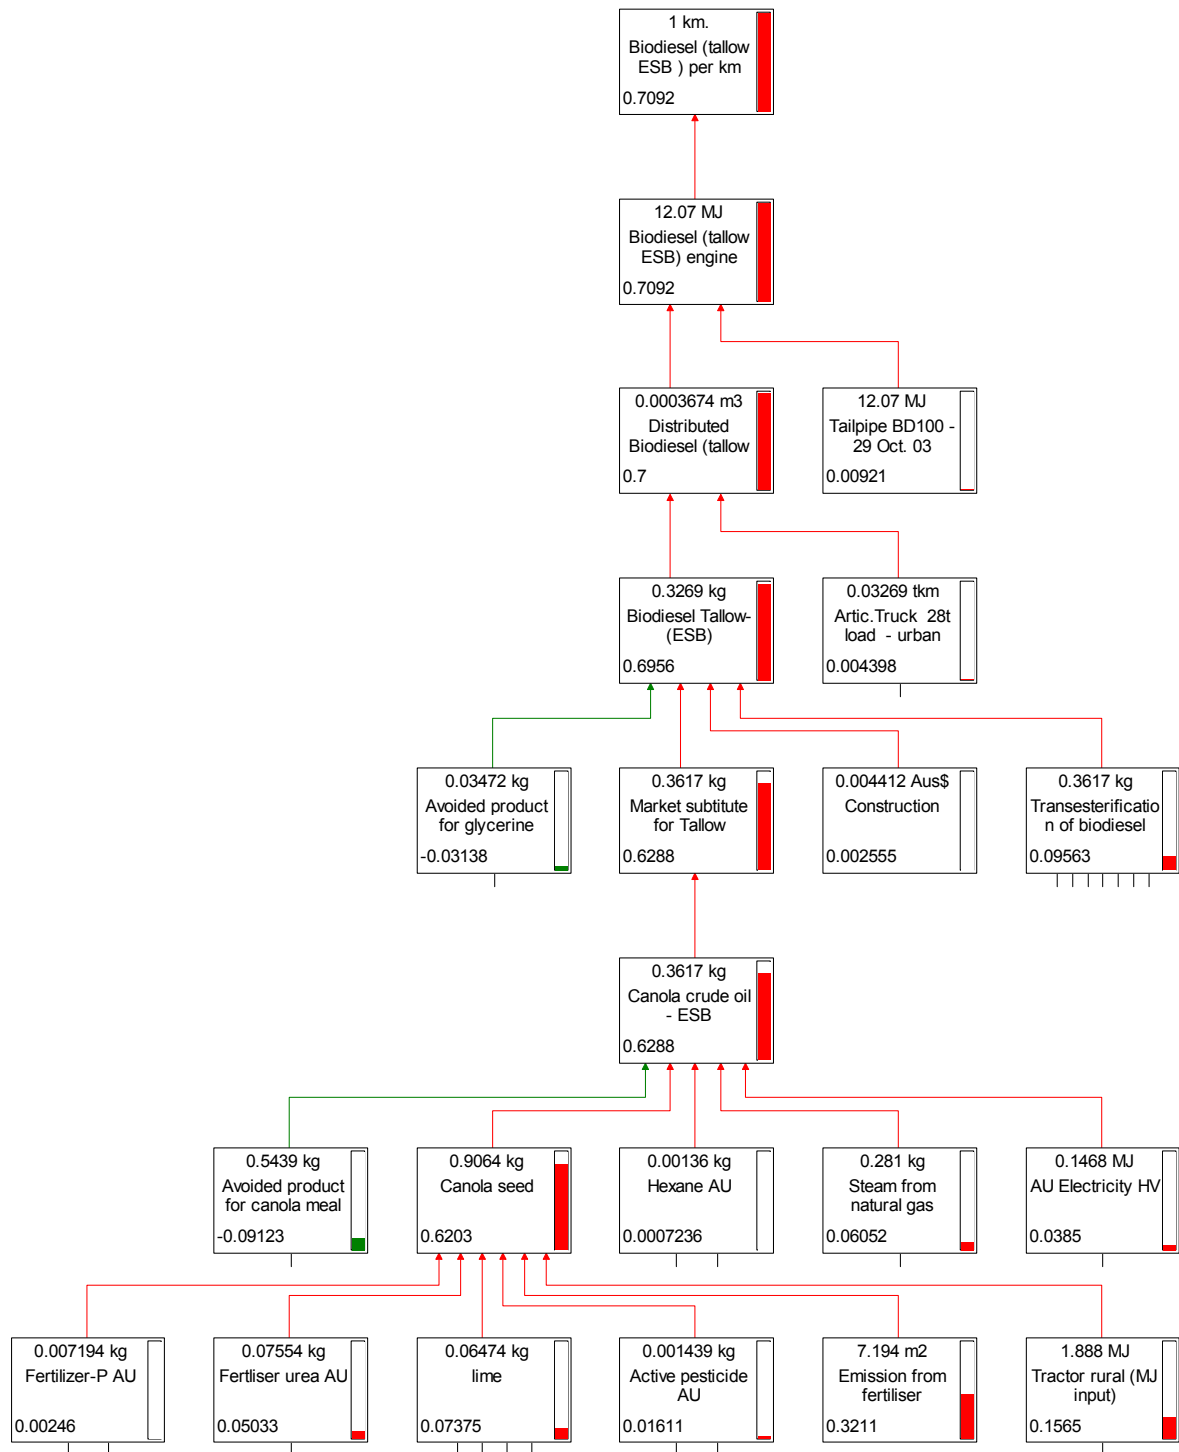 1 km.
Biodiesel (tallow
ESB ) per km
0.7092
12.07 MJ
Biodiesel (tallow
ESB) engine
0.7092
0.0003674 m3
Distributed
Biodiesel (tallow
0.7
12.07 MJ
Tailpipe BD100 -
29 Oct. 03
0.00921
0.3269 kg
Biodiesel Tallow-
(ESB)
0.6956
0.03269 tkm
Artic.Truck 28t
load - urban
0.004398
0.03472 kg
Avoided product
for glycerine
-0.03138
0.3617 kg
Market subtitute
for Tallow
0.6288
0.004412 Aus$
Construction
0.002555
0.3617 kg
Transesterificatio
n of biodiesel
0.09563
0.3617 kg
Canola crude oil
- ESB
0.6288
0.5439 kg
Avoided product
for canola meal
-0.09123
0.9064 kg
Canola seed
0.6203
0.00136 kg
Hexane AU
0.0007236
0.281 kg
Steam from
natural gas
0.06052
0.1468 MJ
AU Electricity HV
0.0385
0.007194 kg
Fertilizer-P AU
0.00246
0.07554 kg
Fertliser urea AU
0.05033
0.06474 kg
lime
0.07375
0.001439 kg
Active pesticide
AU
0.01611
7.194 m2
Emission from
fertiliser
0.3211
1.888 MJ
Tractor rural (MJ
input)
0.1565